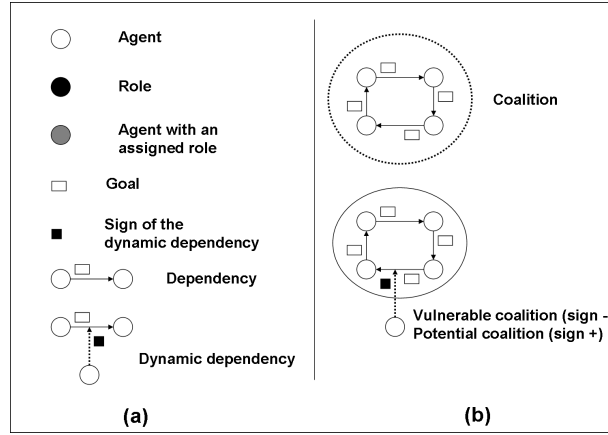 Agent
Role
Agent with an
assigned role
Goal
Sign of the
dynamic dependency
Dependency
Dynamic dependency
(a)
Coalition
Vulnerable coalition (sign -
Potential coalition (sign +)
(b)